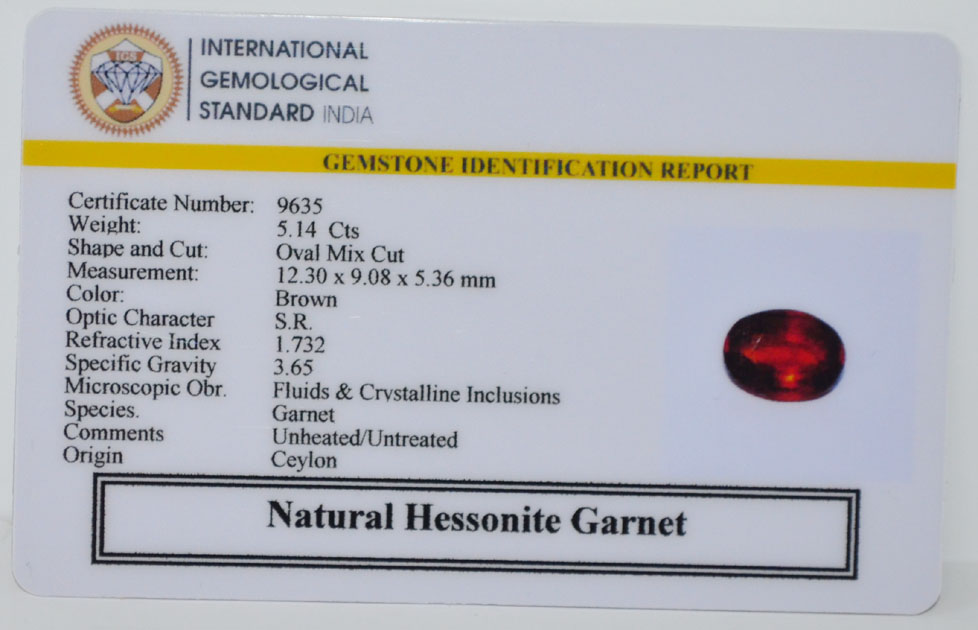 IGS
INTERNATIONAL
GEMOLOGICAL
STANDARD INDIA
GEMSTONE IDENTIFICATION REPORT
Certificate Number: 9635
Weight: 5.14 Cts
Shape and Cut: Oval Mix Cut
Measurement: 12.30 x 9.08 x 5.36 mm
Color: Brown
Optic Character S.R.
Refractive Index 1.732
Specific Gravity 3.65
Microscopic Obr. Fluids & Crystalline Inclusions
Species. Garnet
Comments Unheated/Untreated
Origin Ceylon
Natural Hessonite Garnet